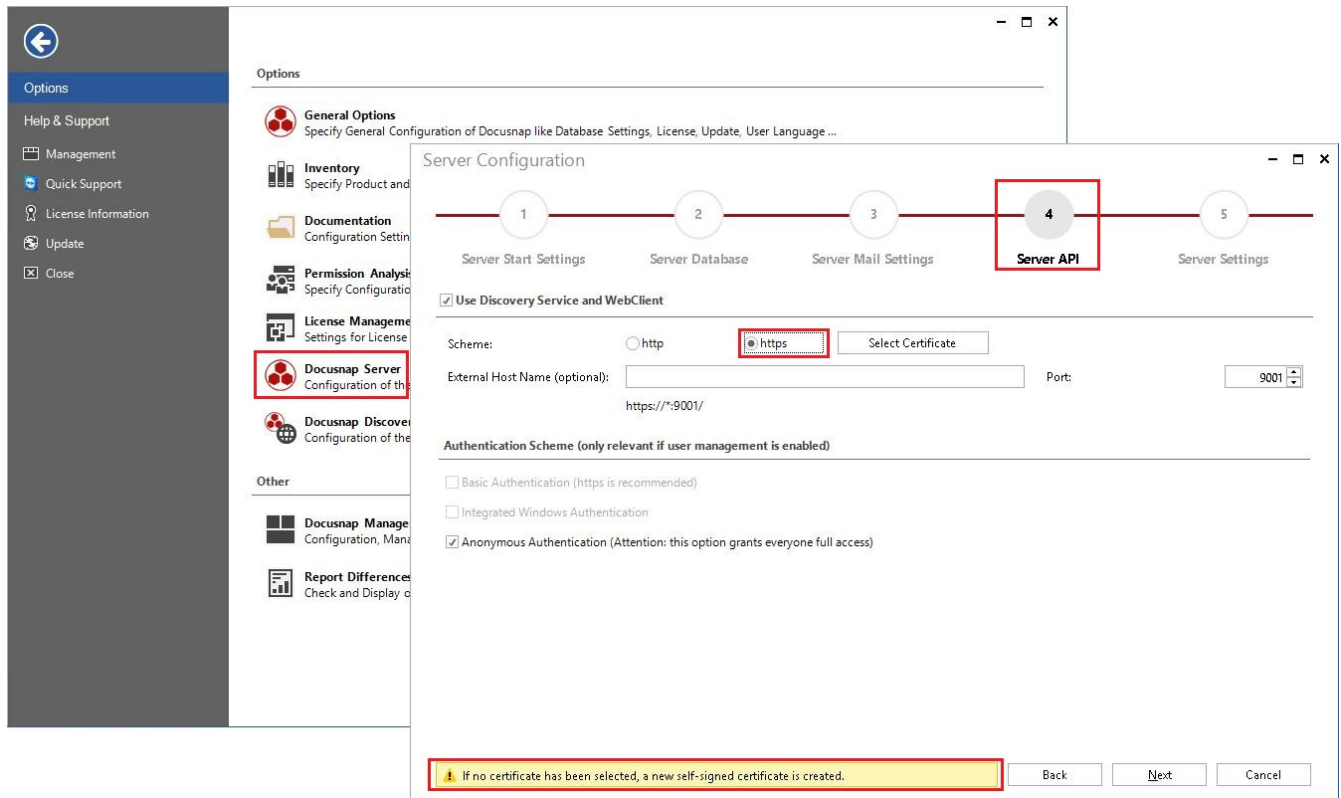 Options
Help & Support
Management
Quick Support
License Information
Update
Close
Options
General Options
Specify General Configuration of Docusnap like Database Settings, License, Update, User Language ...
Inventory
Specify Product and
Documentation
Configuration Settin
Permission Analysis
Specify Configuratio
License Manageme
Settings for License
Docusnap Server
Configuration of the
Docusnap Discover
Configuration of the
Other
Docusnap Manage
Configuration, Mana
Report Differences
Check and Display o
Server Configuration
1
2
3
4
5
Server Start Settings
Server Database
Server Mail Settings
Server API
Server Settings
Use Discovery Service and WebClient
Scheme: http https Select Certificate
External Host Name (optional): Port: 9001
https://*:9001/
Authentication Scheme (only relevant if user management is enabled)
Basic Authentication (https is recommended)
Integrated Windows Authentication
Anonymous Authentication (Attention: this option grants everyone full access)
If no certificate has been selected, a new self-signed certificate is created.
Back Next Cancel